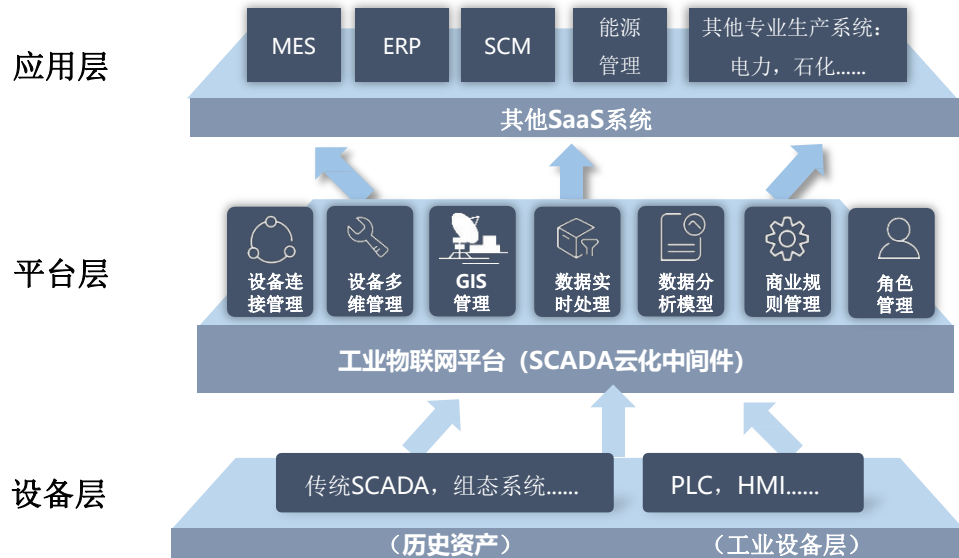 应用层
MES
ERP
SCM
能源
管理
其他专业生产系统：
电力，石化......
其他SaaS系统
平台层
设备连
接管理
设备多
维管理
GIS
管理
数据实
时处理
数据分
析模型
商业规
则管理
角色
管理
工业物联网平台（SCADA云化中间件）
设备层
传统SCADA，组态系统......
PLC，HMI......
（历史资产）
（工业设备层）